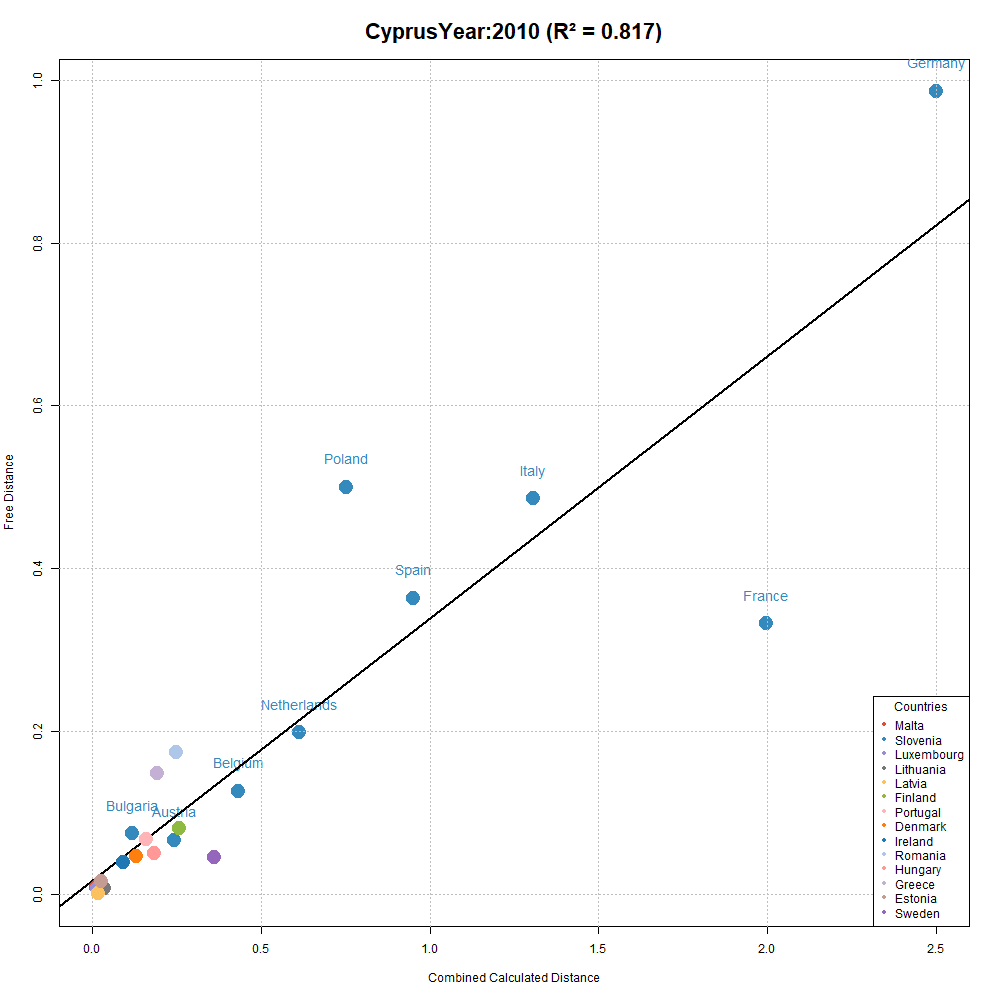 CyprusYear:2010 (R² = 0.817)
Germany
1.0
0.8
0.6
0.4
0.2
0.0
Free Distance
Poland
Italy
Spain
France
Netherlands
Belgium
Bulgaria
Austria
Countries
Malta
Slovenia
Luxembourg
Lithuania
Latvia
Finland
Portugal
Denmark
Ireland
Romania
Hungary
Greece
Estonia
Sweden
0.0 0.5 1.0 1.5 2.0 2.5
Combined Calculated Distance